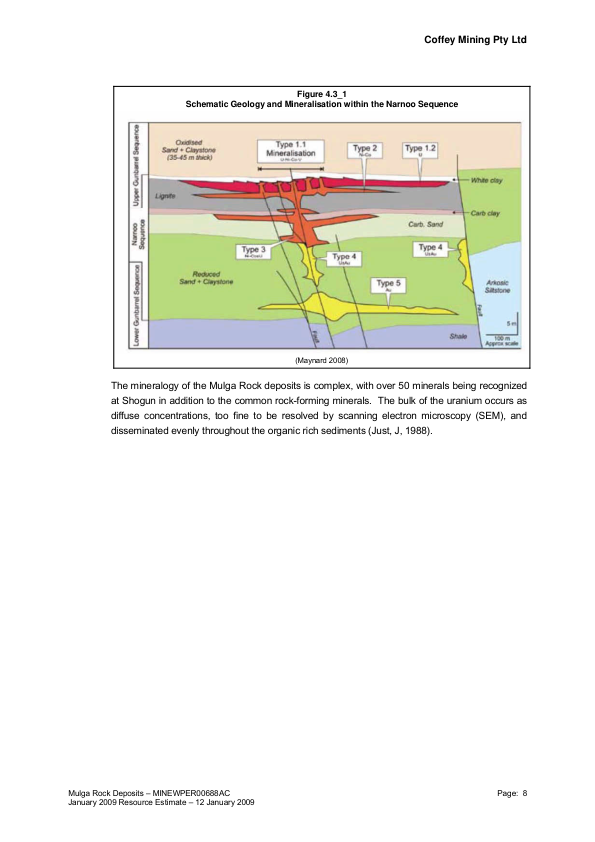 Coffey Mining Pty Ltd
Figure 4.3_1
Schematic Geology and Mineralisation within the Narnoo Sequence
Upper Gunbarrel Sequence
Narnoo
Sequence
Lower Gunbarrel Sequence
Oxidised
Sand + Claystone
(35-45 m thick)
Type 1.1
Mineralisation
Type 2
Ni-Co
Type 1.2
U
White clay
Lignite
Carb clay
Carb. Sand
Type 3
Type 4
U±Au
Type 4
U±Au
Type 5
Au
Reduced
Sand + Claystone
Arkosic
Siltstone
Fault
Fault
Shale
5 m
100 m
Approx scale
(Maynard 2008)
The mineralogy of the Mulga Rock deposits is complex, with over 50 minerals being recognized
at Shogun in addition to the common rock-forming minerals. The bulk of the uranium occurs as
diffuse concentrations, too fine to be resolved by scanning electron microscopy (SEM), and
disseminated evenly throughout the organic rich sediments (Just, J, 1988).
Mulga Rock Deposits – MINEWPER00688AC
Page: 8
January 2009 Resource Estimate – 12 January 2009